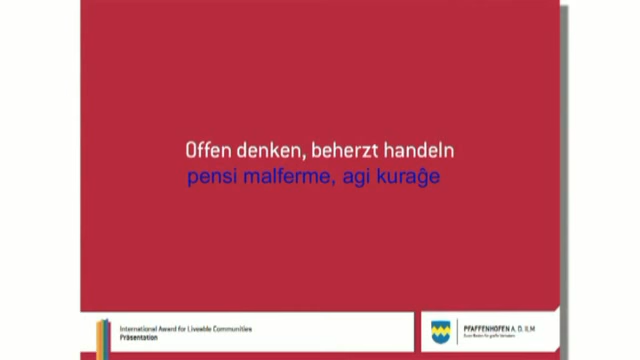 Offen denken, beherzt handeln
pensi malferme, agi kuraĝe
International Award for Liveable Communities
Präsentation
PFAFFENHOFEN A. D. ILM